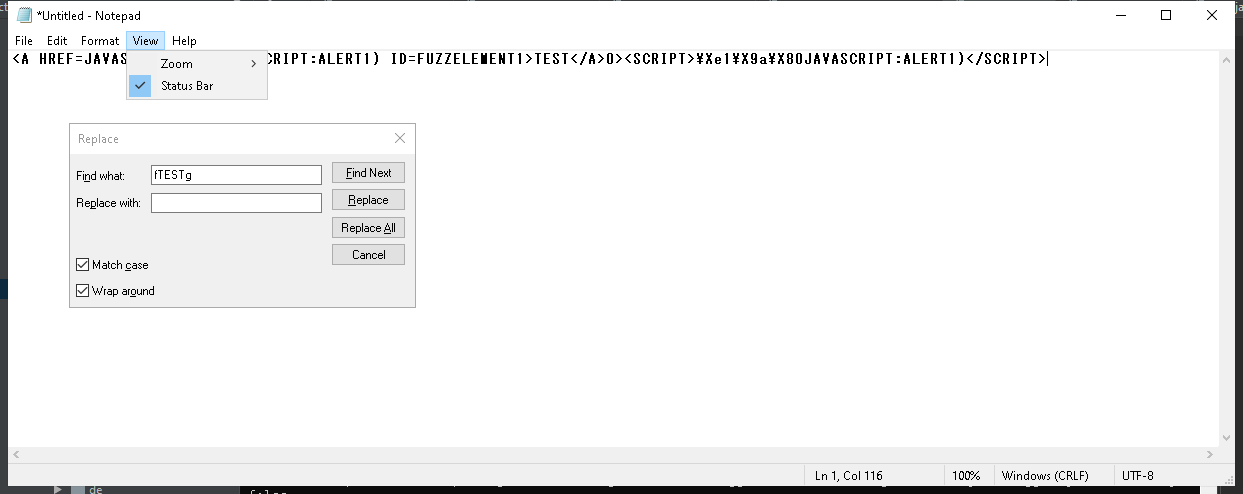 *Untitled - Notepad
File Edit Format View Help
<A HREF=JAVAS CRIPT:ALERT1) ID=FUZZELEMENT1>TEST</A>0><SCRIPT>¥Xe1¥X9a¥X80JAVASCRIPT:ALERT1)</SCRIPT>
Zoom
Status Bar
Replace
Find what: fTESTg Find Next
Replace with: Replace
Replace All
Cancel
Match case
Wrap around
Ln 1, Col 116 100% Windows (CRLF) UTF-8
de